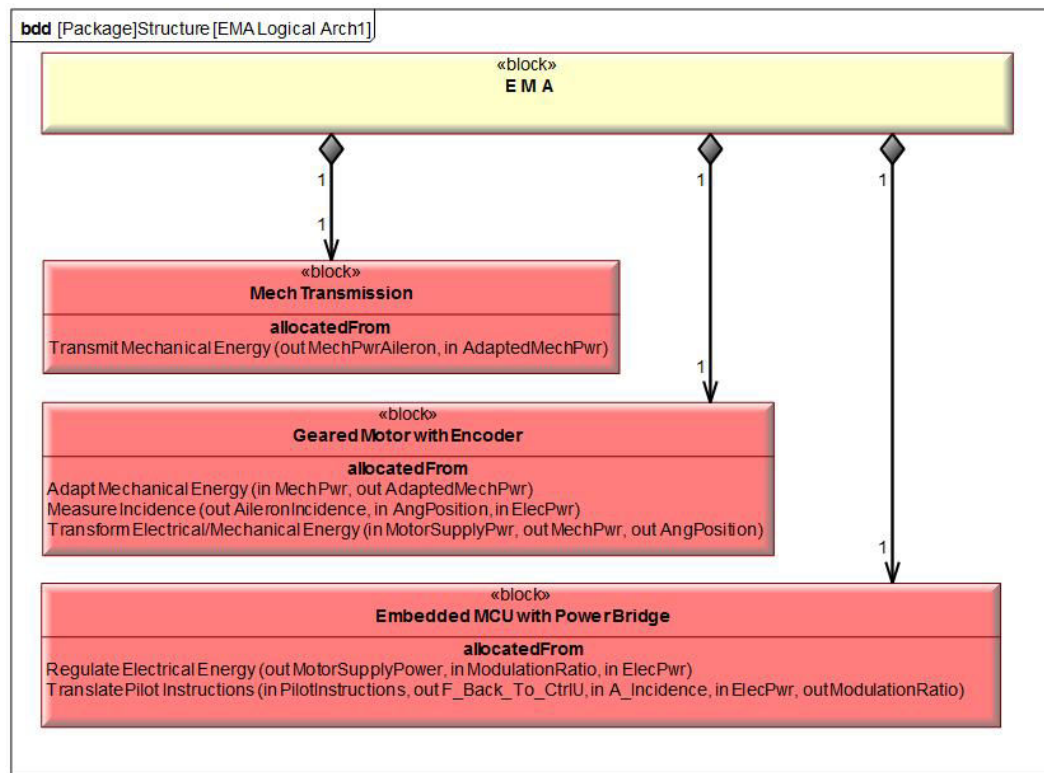 bdd [Package]Structure[EMA Logical Arch1]
«block»
E M A
1
1
1
1
«block»
Mech Transmission
allocatedFrom
Transmit Mechanical Energy (out MechPwrAileron, in AdaptedMechPwr)
1
«block»
Geared Motor with Encoder
allocatedFrom
Adapt Mechanical Energy (in MechPwr, out AdaptedMechPwr)
Measure Incidence (out AileronIncidence, in AngPosition, in ElecPwr)
Transform Electrical/Mechanical Energy (in MotorSupplyPwr, out MechPwr, out AngPosition)
1
«block»
Embedded MCU with Power Bridge
allocatedFrom
Regulate Electrical Energy (out MotorSupplyPower, in ModulationRatio, in ElecPwr)
Translate Pilot Instructions (in PilotInstructions, out F_Back_To_CtrlU, in A_Incidence, in ElecPwr, out ModulationRatio)